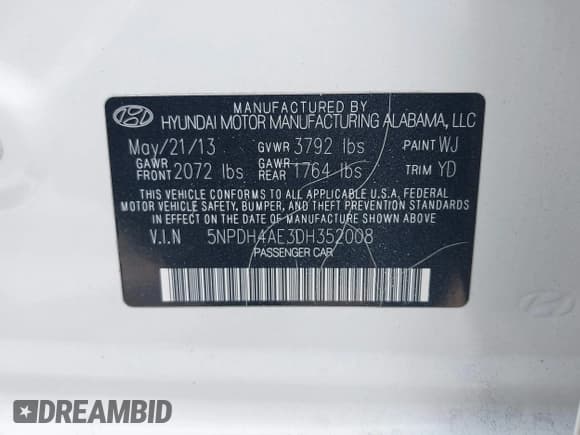 MANUFACTURED BY
HYUNDAI MOTOR MANUFACTURING ALABAMA, LLC
May/21/13 GVWR 3792 lbs PAINT WJ
GAWR FRONT 2072 lbs GAWR REAR 1764 lbs TRIM YD
THIS VEHICLE CONFORMS TO ALL APPLICABLE U.S.A. FEDERAL
MOTOR VEHICLE SAFETY, BUMPER, AND THEFT PREVENTION STANDARDS
IN EFFECT ON THE DATE OF MANUFACTURE SHOWN ABOVE.
V.I.N 5NPDH4AE3DH352008
PASSENGER CAR
DREAMBID